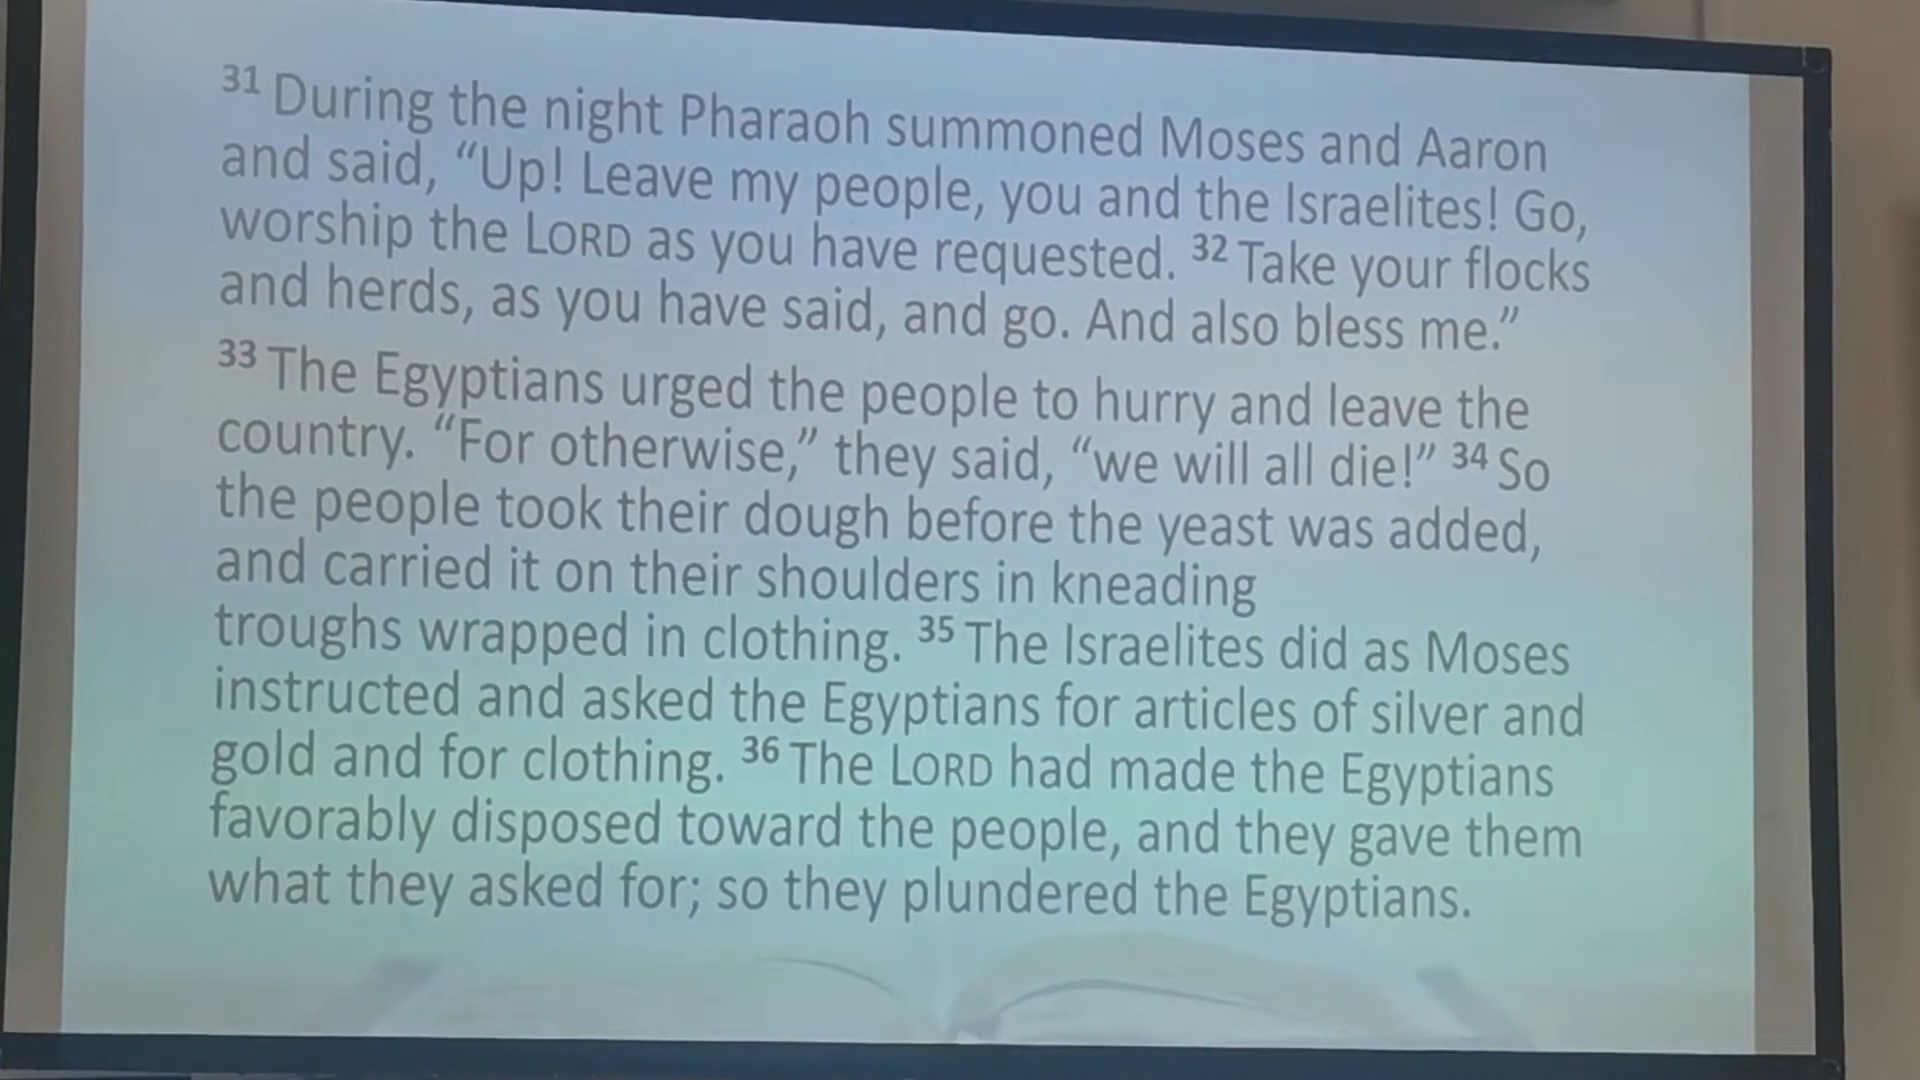 31 During the night Pharaoh summoned Moses and Aaron
and said, “Up! Leave my people, you and the Israelites! Go,
worship the LORD as you have requested. 32 Take your flocks
and herds, as you have said, and go. And also bless me.”
33 The Egyptians urged the people to hurry and leave the
country. “For otherwise,” they said, “we will all die!” 34 So
the people took their dough before the yeast was added,
and carried it on their shoulders in kneading
troughs wrapped in clothing. 35 The Israelites did as Moses
instructed and asked the Egyptians for articles of silver and
gold and for clothing. 36 The LORD had made the Egyptians
favorably disposed toward the people, and they gave them
what they asked for; so they plundered the Egyptians.